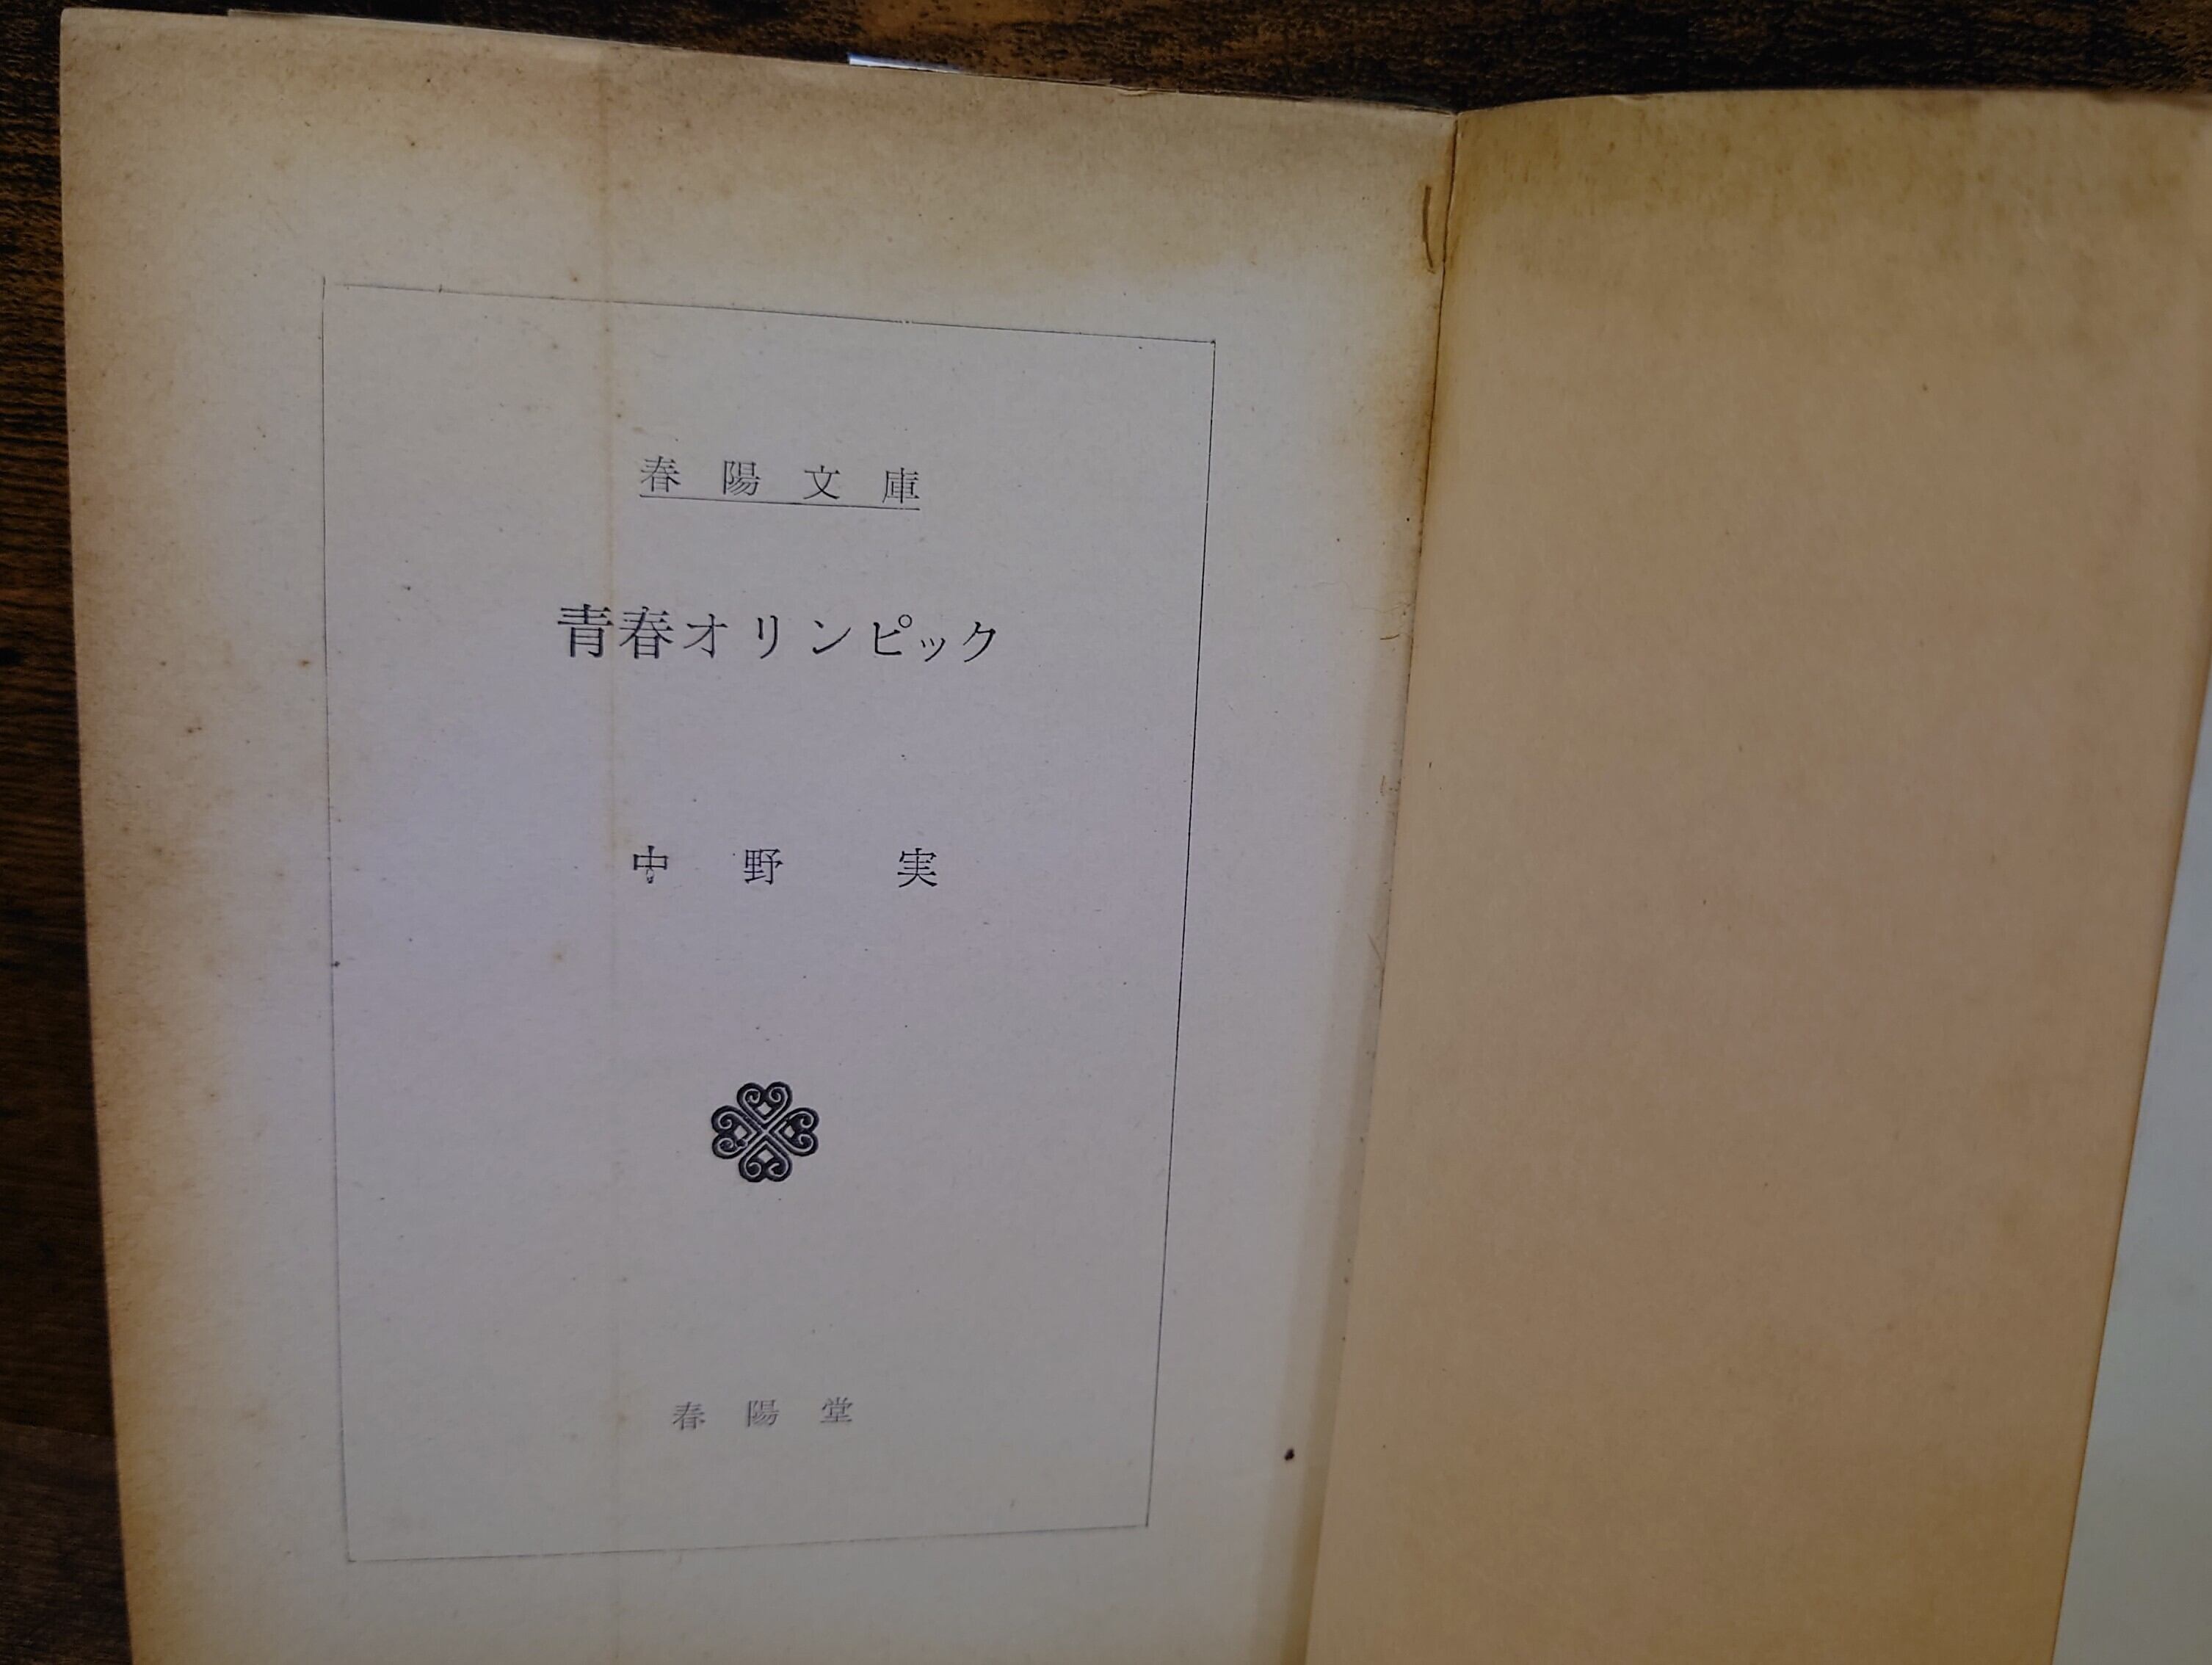 春陽文庫
青春オリンピック
中野 実
春陽堂